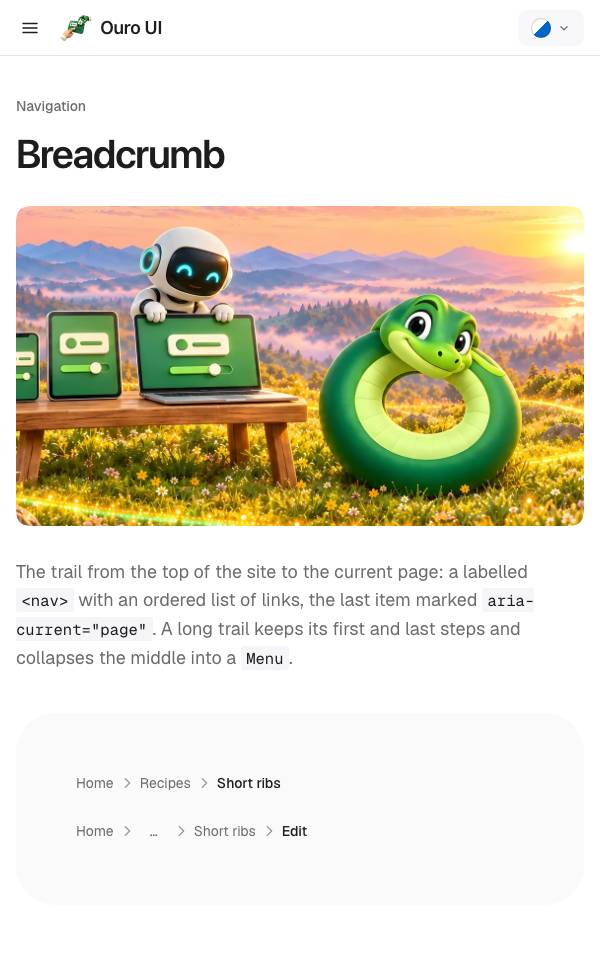 Ouro UI
Navigation
Breadcrumb
The trail from the top of the site to the current page: a labelled
<nav> with an ordered list of links, the last item marked aria-
current="page". A long trail keeps its first and last steps and
collapses the middle into a Menu.
Home > Recipes > Short ribs
Home > … > Short ribs > Edit